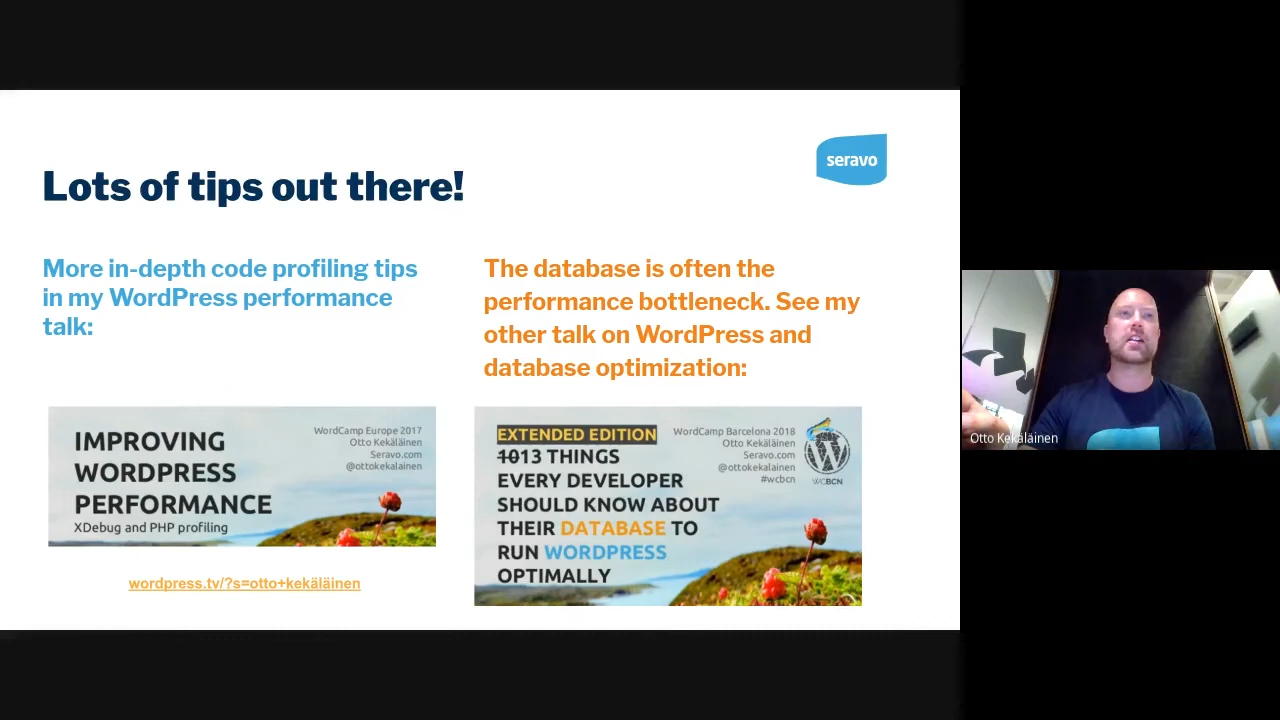 seravo
Lots of tips out there!
More in-depth code profiling tips
in my WordPress performance
talk:
IMPROVING
WORDPRESS
PERFORMANCE
XDebug and PHP profiling
WordCamp Europe 2017
Otto Kekäläinen
Seravo.com
@ottokekalainen
wordpress.tv/?s=otto+kekäläinen
The database is often the
performance bottleneck. See my
other talk on WordPress and
database optimization:
EXTENDED EDITION
1013 THINGS
EVERY DEVELOPER
SHOULD KNOW ABOUT
THEIR DATABASE TO
RUN WORDPRESS
OPTIMALLY
WordCamp Barcelona 2018
Otto Kekäläinen
Seravo.com
@ottokekalainen
#wcbcn
WCBCN
Otto Kekäläinen